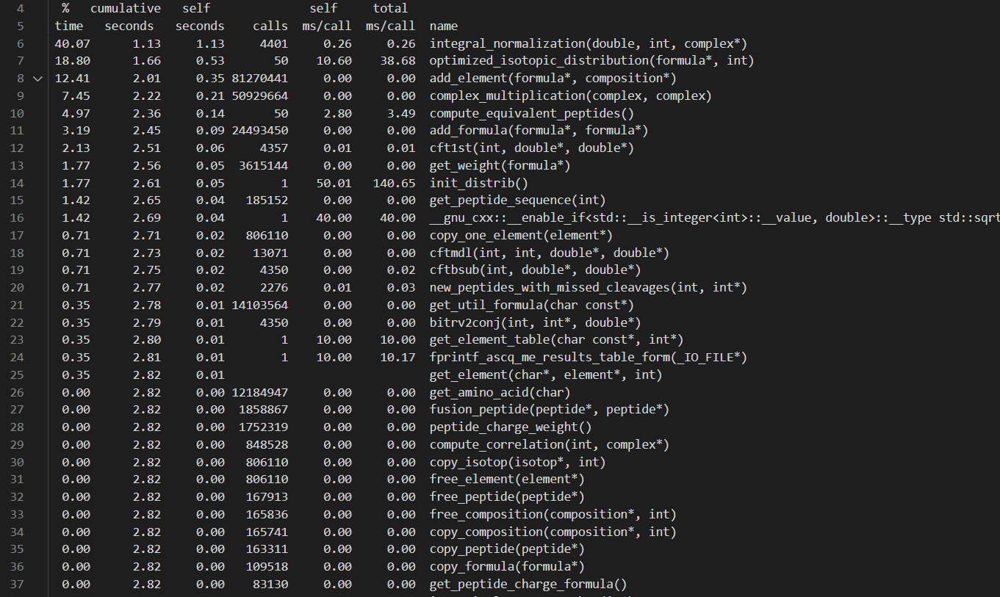 4 % cumulative self self total
5 time seconds seconds calls ms/call ms/call name
6 40.07 1.13 1.13 4401 0.26 0.26 integral_normalization(double, int, complex*)
7 18.80 1.66 0.53 50 10.60 38.68 optimized_isotopic_distribution(formula*, int)
8 12.41 2.01 0.35 81270441 0.00 0.00 add_element(formula*, composition*)
9 7.45 2.22 0.21 50929664 0.00 0.00 complex_multiplication(complex, complex)
10 4.97 2.36 0.14 50 2.80 3.49 compute_equivalent_peptides()
11 3.19 2.45 0.09 24493450 0.00 0.00 add_formula(formula*, formula*)
12 2.13 2.51 0.06 4357 0.01 0.01 cft1st(int, double*, double*)
13 1.77 2.56 0.05 3615144 0.00 0.00 get_weight(formula*)
14 1.77 2.61 0.05 1 50.01 140.65 init_distrib()
15 1.42 2.65 0.04 185152 0.00 0.00 get_peptide_sequence(int)
16 1.42 2.69 0.04 1 40.00 40.00 __gnu_cxx::__enable_if<std::__is_integer<int>::__value, double>::__type std::sqrt
17 0.71 2.71 0.02 806110 0.00 0.00 copy_one_element(element*)
18 0.71 2.73 0.02 13071 0.00 0.00 cftmdl(int, int, double*, double*)
19 0.71 2.75 0.02 4350 0.00 0.02 cftbsub(int, double*, double*)
20 0.71 2.77 0.02 2276 0.01 0.03 new_peptides_with_missed_cleavages(int, int*)
21 0.35 2.78 0.01 14103564 0.00 0.00 get_util_formula(char const*)
22 0.35 2.79 0.01 4350 0.00 0.00 bitrv2conj(int, int*, double*)
23 0.35 2.80 0.01 1 10.00 10.00 get_element_table(char const*, int*)
24 0.35 2.81 0.01 1 10.00 10.17 fprintf_ascq_me_results_table_form(_IO_FILE*)
25 0.35 2.82 0.01 get_element(char*, element*, int)
26 0.00 2.82 0.00 12184947 0.00 0.00 get_amino_acid(char)
27 0.00 2.82 0.00 1858867 0.00 0.00 fusion_peptide(peptide*, peptide*)
28 0.00 2.82 0.00 1752319 0.00 0.00 peptide_charge_weight()
29 0.00 2.82 0.00 848528 0.00 0.00 compute_correlation(int, complex*)
30 0.00 2.82 0.00 806110 0.00 0.00 copy_isotop(isotop*, int)
31 0.00 2.82 0.00 806110 0.00 0.00 free_element(element*)
32 0.00 2.82 0.00 167913 0.00 0.00 free_peptide(peptide*)
33 0.00 2.82 0.00 165836 0.00 0.00 free_composition(composition*, int)
34 0.00 2.82 0.00 165741 0.00 0.00 copy_composition(composition*, int)
35 0.00 2.82 0.00 163311 0.00 0.00 copy_peptide(peptide*)
36 0.00 2.82 0.00 109518 0.00 0.00 copy_formula(formula*)
37 0.00 2.82 0.00 83130 0.00 0.00 get_peptide_charge_formula()